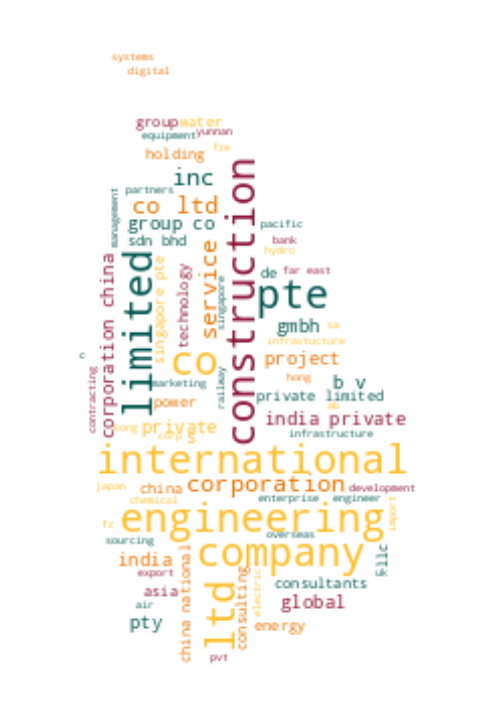 systems
digital
group water
equipment yunnan
holding fze
inc
partners
management
co ltd
group co
pacific
sdn bhd
bank
hydro
construction
service
limited
corporation china
singapore pte
technology
singapore
de far east
pte
gmbh sa
infrastucture
c
co
project
hong
marketing
b v
railway
contracting
private limited
power
ab
india private
hong private
corp s
infrastructure
international
japan china corporation development
chemical enterprise engineer
import
fz engineering
sourcing overseas
company
india
ukllc
export
consultants
asia
china national
ltd
consulting
electric
global
air
pty
energy
pvt